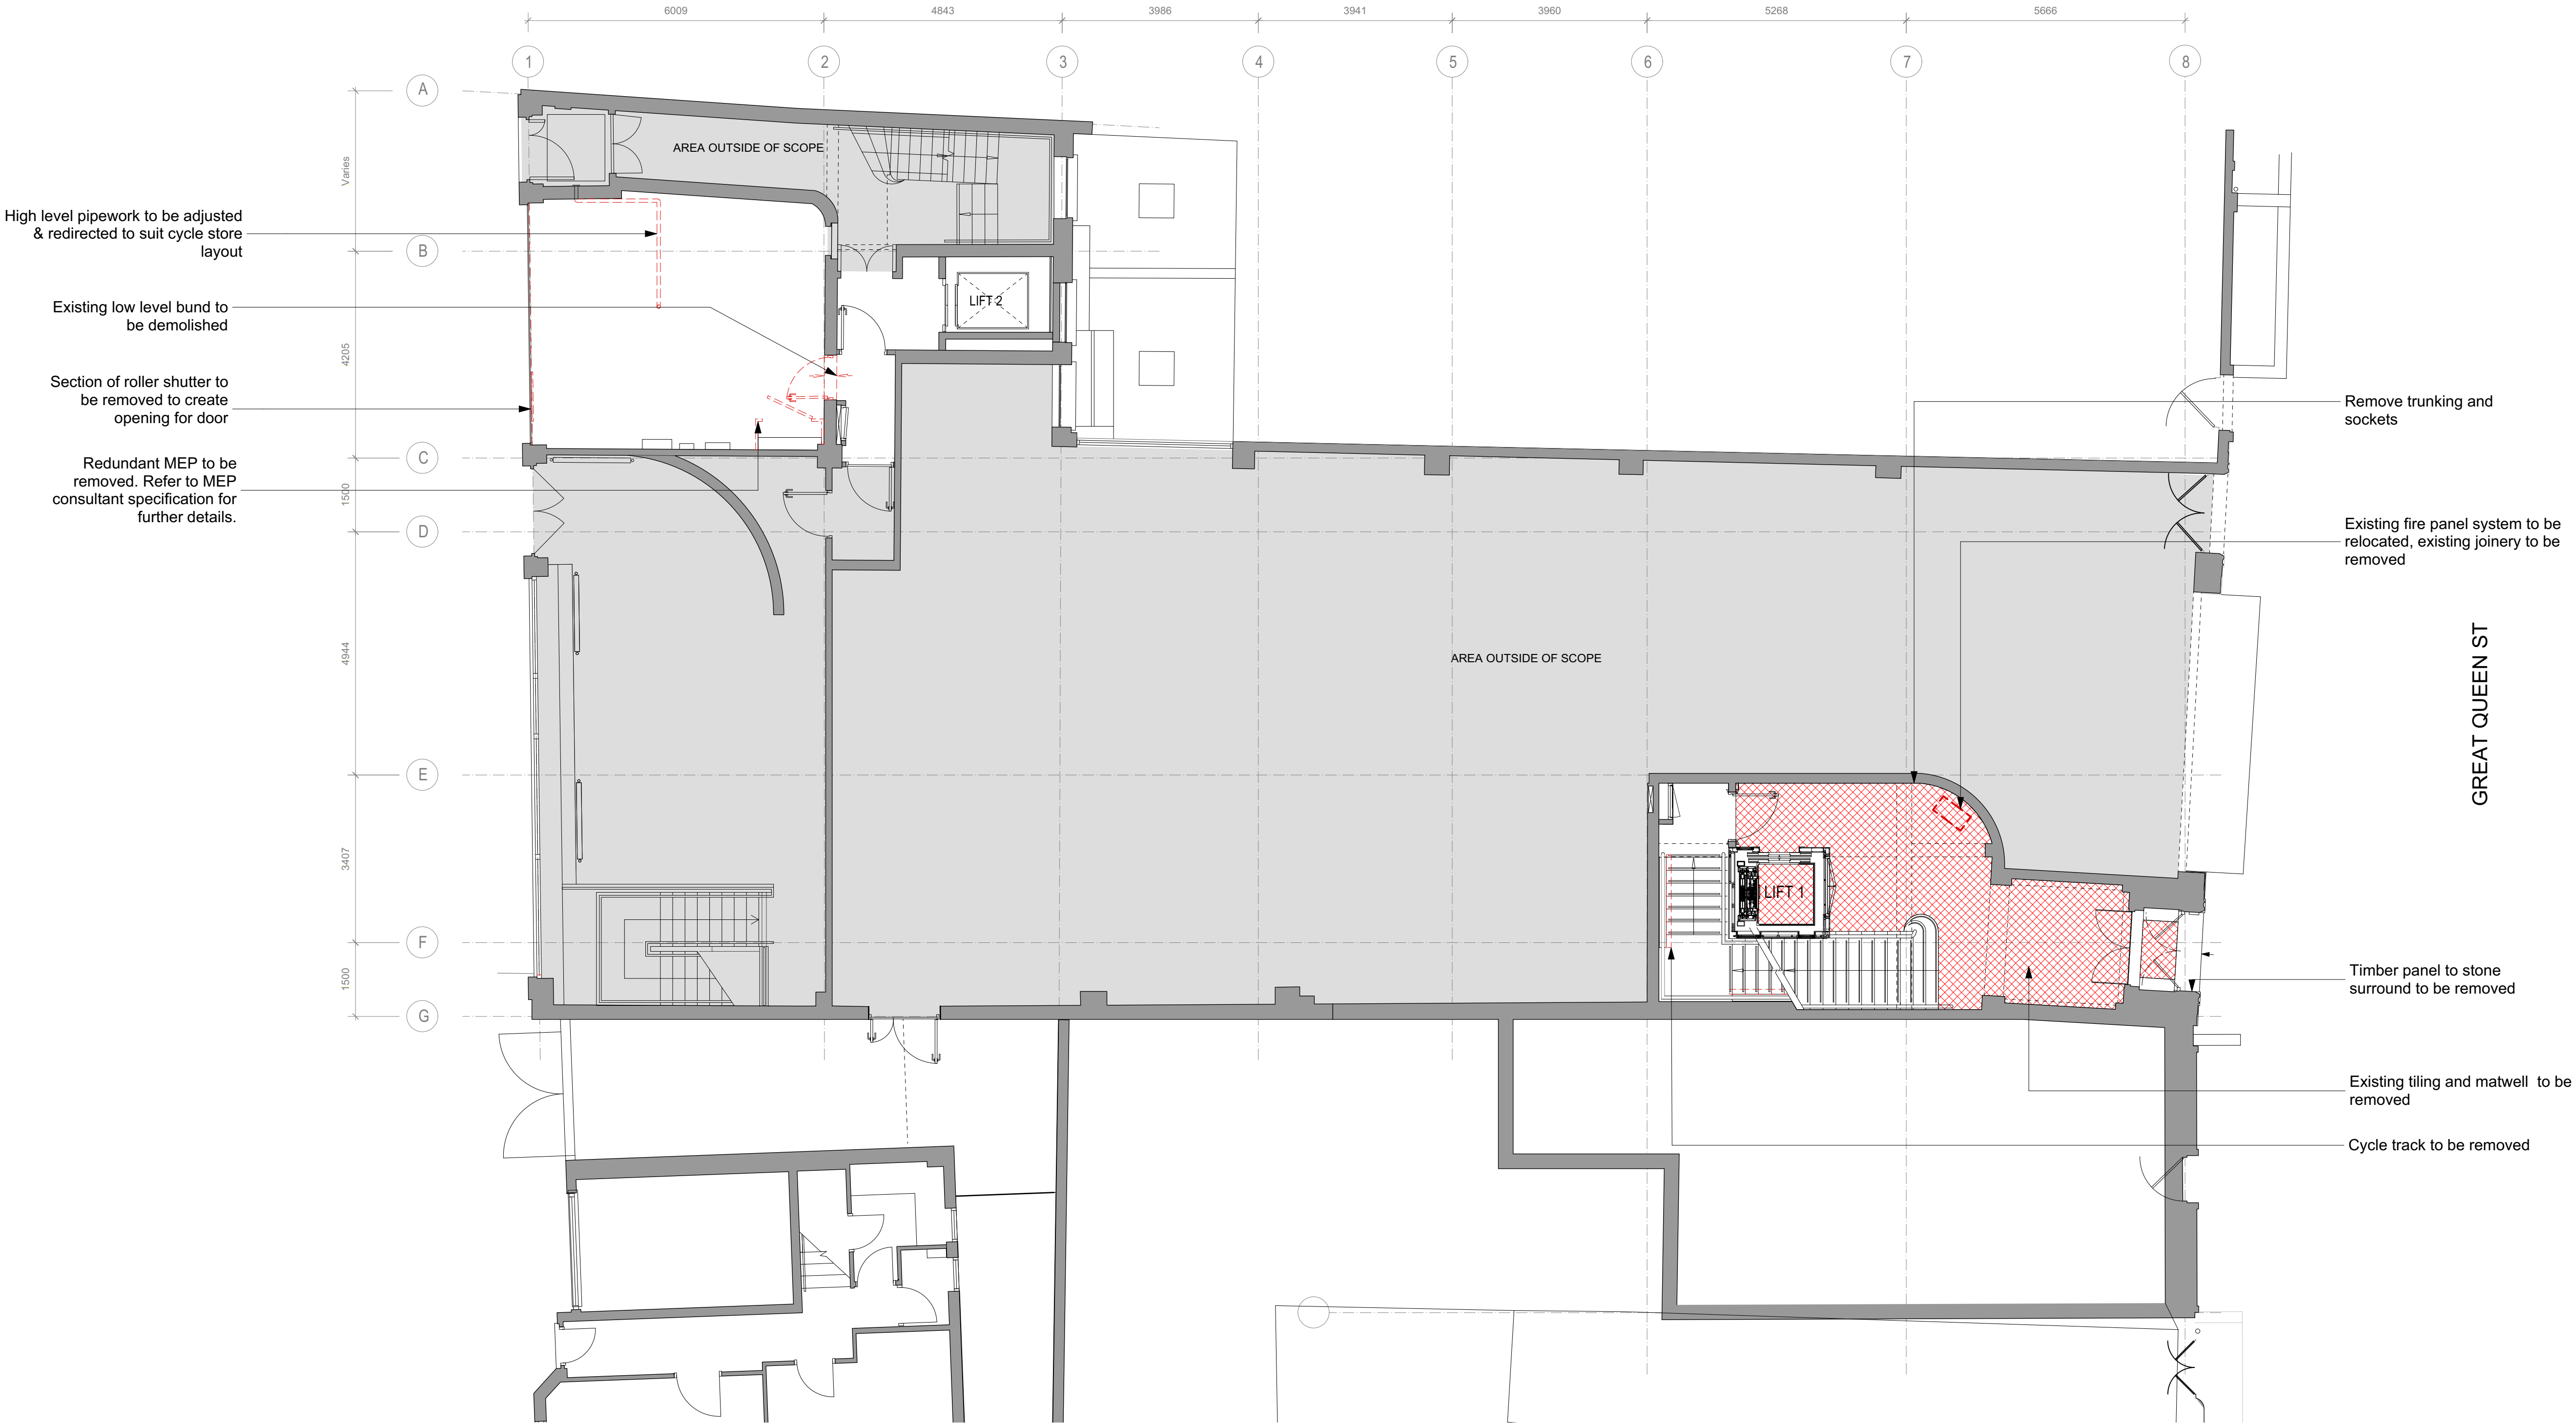 6009
4843
3986
3941
3960
5268
5666
1
2
3
4
5
6
7
8
A
B
C
D
E
F
G
Varies
4205
1500
4944
3407
1500
High level pipework to be adjusted
& redirected to suit cycle store
layout
Existing low level bund to
be demolished
Section of roller shutter to
be removed to create
opening for door
Redundant MEP to be
removed. Refer to MEP
consultant specification for
further details.
AREA OUTSIDE OF SCOPE
LIFT 2
AREA OUTSIDE OF SCOPE
LIFT 1
Remove trunking and
sockets
Existing fire panel system to be
relocated, existing joinery to be
removed
GREAT QUEEN ST
Timber panel to stone
surround to be removed
Existing tiling and matwell to be
removed
Cycle track to be removed